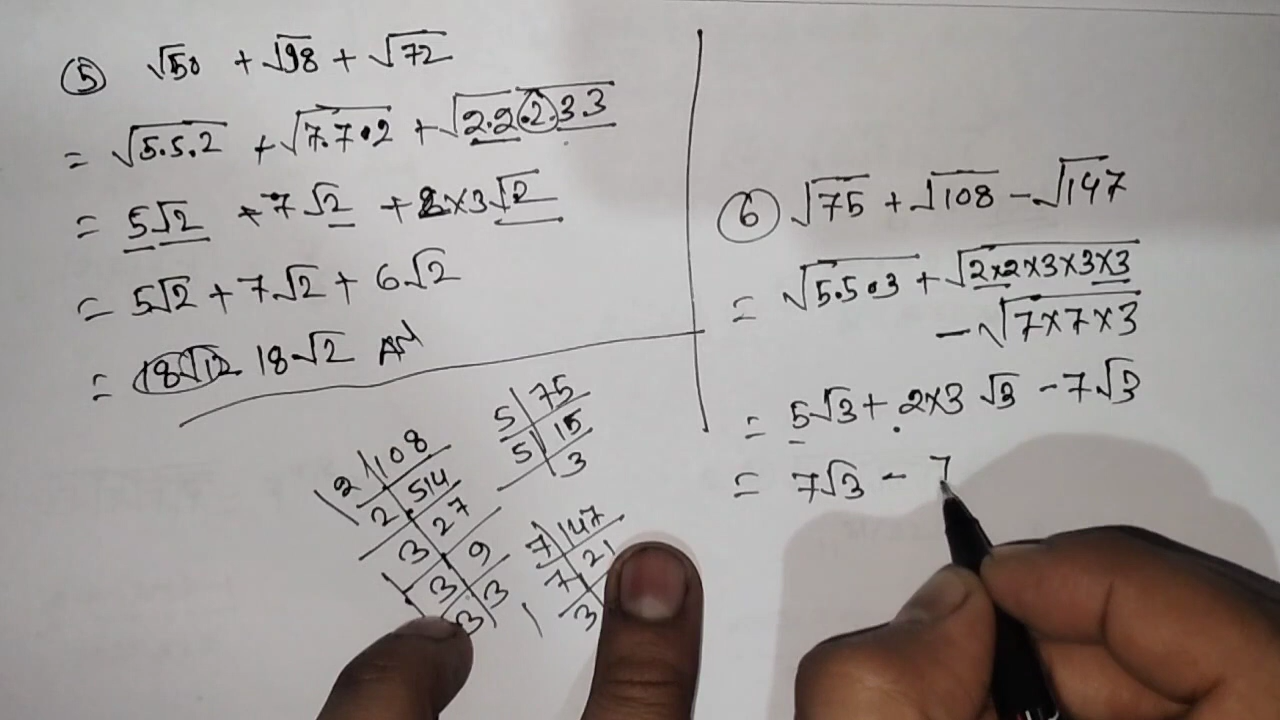 ⑤ √50 + √98 + √72
= √5.5.2 + √7.7.2 + √2.2.2.3.3
= 5√2 + 7√2 + 2×3√2
= 5√2 + 7√2 + 6√2
= 18√12 18√2
⑥ √75 + √108 - √147
= √5.5.3 + √2×2×3×3×3
- √7×7×3
= 5√3 + 2×3 √3 - 7√3
= 7√3 - 7
5 75
5 15
3
2 108
2 54
3 27
3 9
3 3
7 147
7 21
3